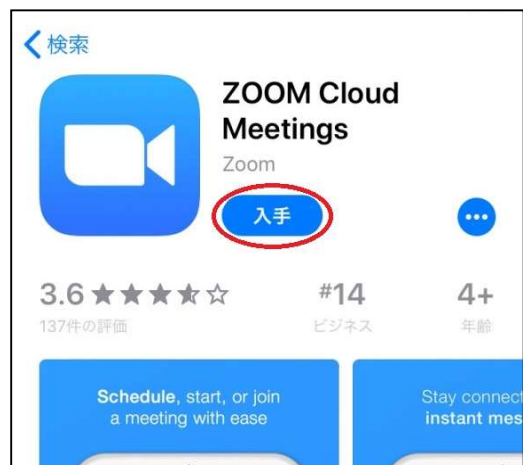 検索
ZOOM Cloud
Meetings
Zoom
入手
3.6
#14
4+
137件の評価
ビジネス
年齢
Schedule, start, or join
a meeting with ease
Stay connect
instant mes